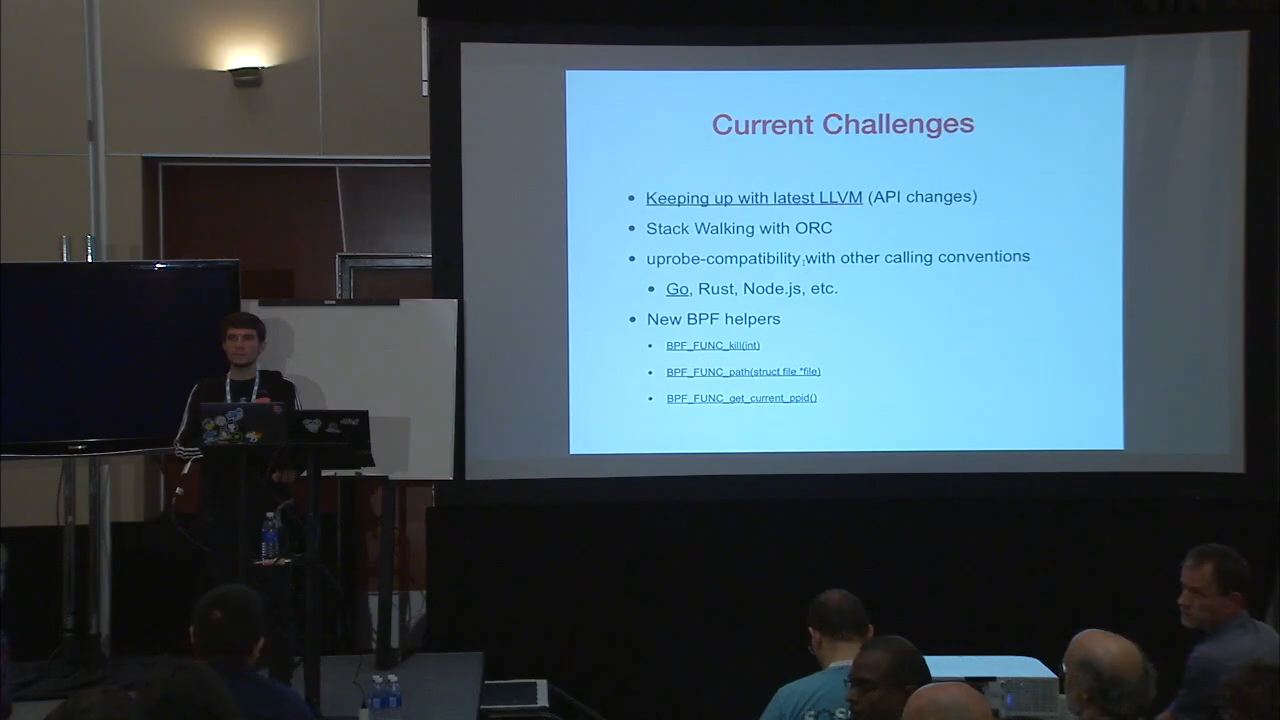 Current Challenges
• Keeping up with latest LLVM (API changes)
• Stack Walking with ORC
• uprobe-compatibility with other calling conventions
• Go, Rust, Node.js, etc.
• New BPF helpers
• BPF_FUNC_kill(int)
• BPF_FUNC_path(struct file *file)
• BPF_FUNC_get_current_ppid()